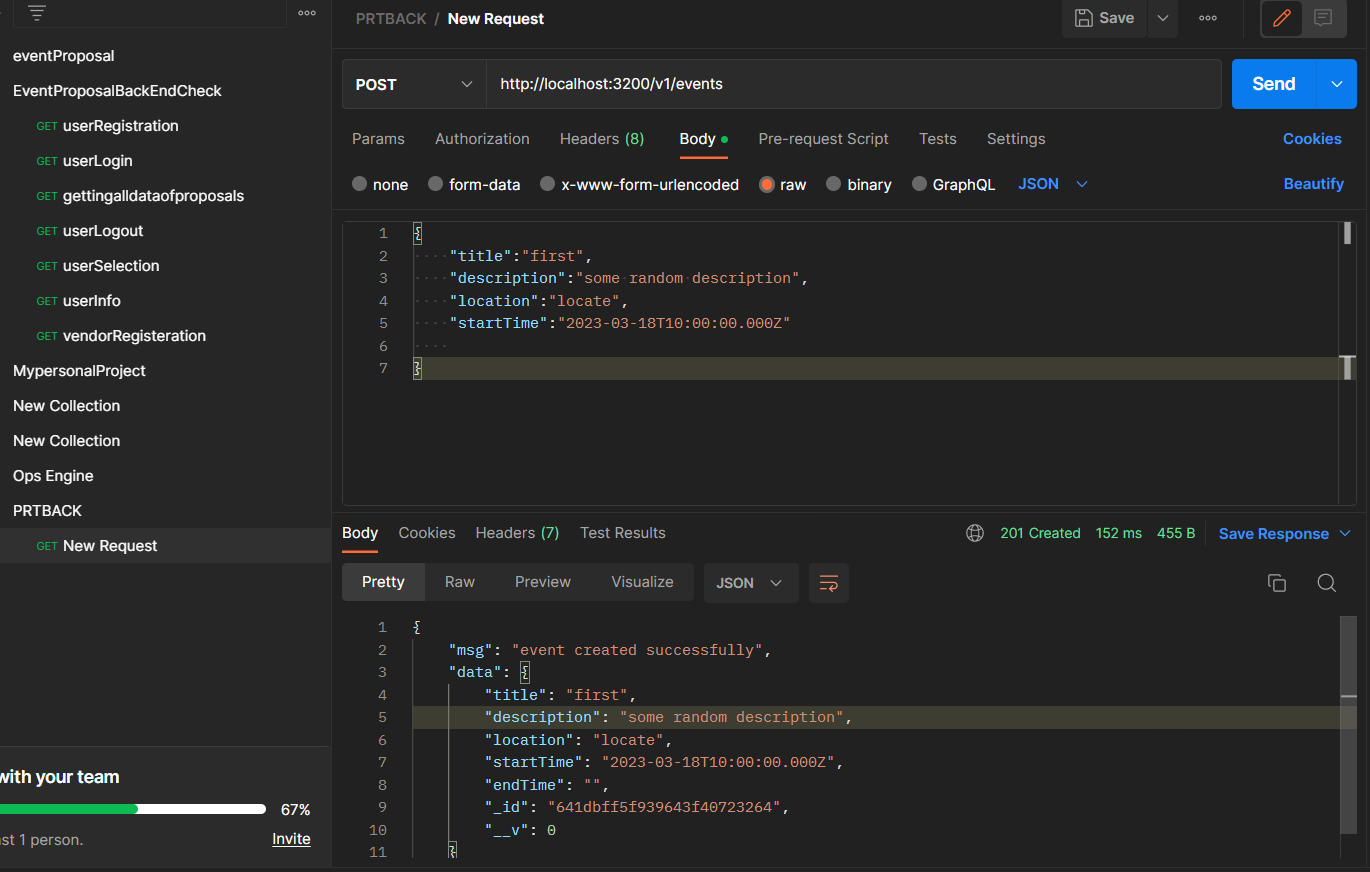 PRTBACK / New Request
Save
eventProposal
EventProposalBackEndCheck
GET userRegistration
GET userLogin
GET gettingalldataofproposals
GET userLogout
GET userSelection
GET userInfo
GET vendorRegisteration
MypersonalProject
New Collection
New Collection
Ops Engine
PRTBACK
GET New Request
with your team
67%
1 person.
Invite
POST http://localhost:3200/v1/events Send
Params Authorization Headers (8) Body Pre-request Script Tests Settings Cookies
none form-data x-www-form-urlencoded raw binary GraphQL JSON Beautify
1 {
2 "title":"first",
3 "description":"some random description",
4 "location":"locate",
5 "startTime":"2023-03-18T10:00:00.000Z"
6
7 }
Body Cookies Headers (7) Test Results 201 Created 152 ms 455 B Save Response
Pretty Raw Preview Visualize JSON
1 {
2 "msg": "event created successfully",
3 "data": {
4 "title": "first",
5 "description": "some random description",
6 "location": "locate",
7 "startTime": "2023-03-18T10:00:00.000Z",
8 "endTime": "",
9 "_id": "641dbff5f939643f40723264",
10 "__v": 0
11 }